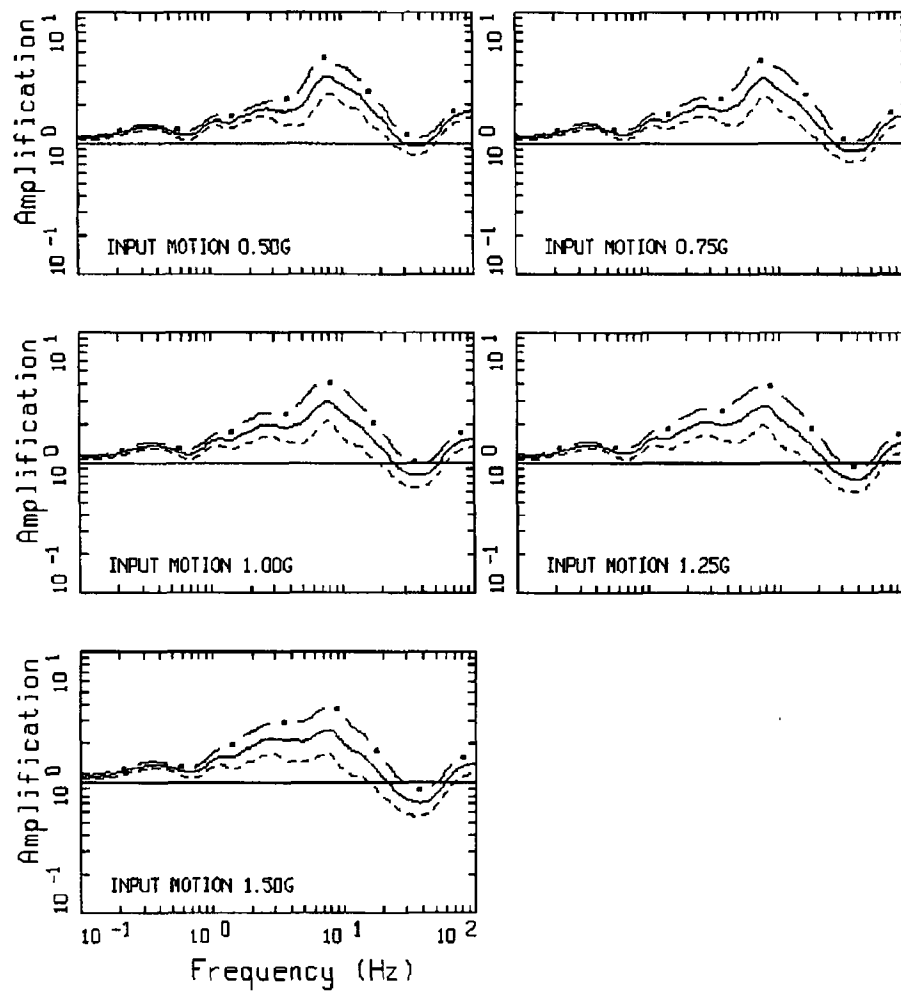 Amplification
10 1
10 0
10 -1
INPUT MOTION 0.50G
10 1
10 0
10 -1
INPUT MOTION 0.75G
Amplification
10 1
10 0
10 -1
INPUT MOTION 1.00G
10 1
10 0
10 -1
INPUT MOTION 1.25G
Amplification
10 1
10 0
10 -1
INPUT MOTION 1.50G
10 -1
10 0
10 1
10 2
Frequency (Hz)